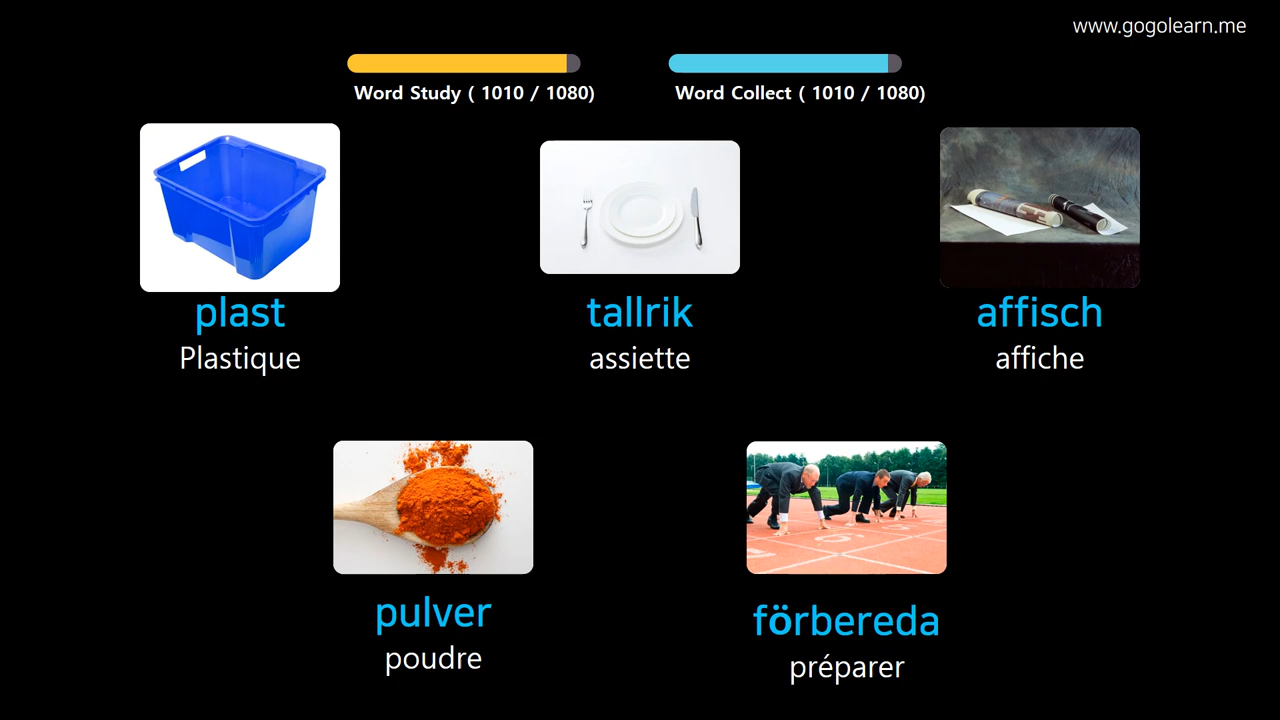 www.gogolearn.me
Word Study ( 1010 / 1080)
Word Collect ( 1010 / 1080)
plast
Plastique
tallrik
assiette
affisch
affiche
pulver
poudre
förbereda
préparer